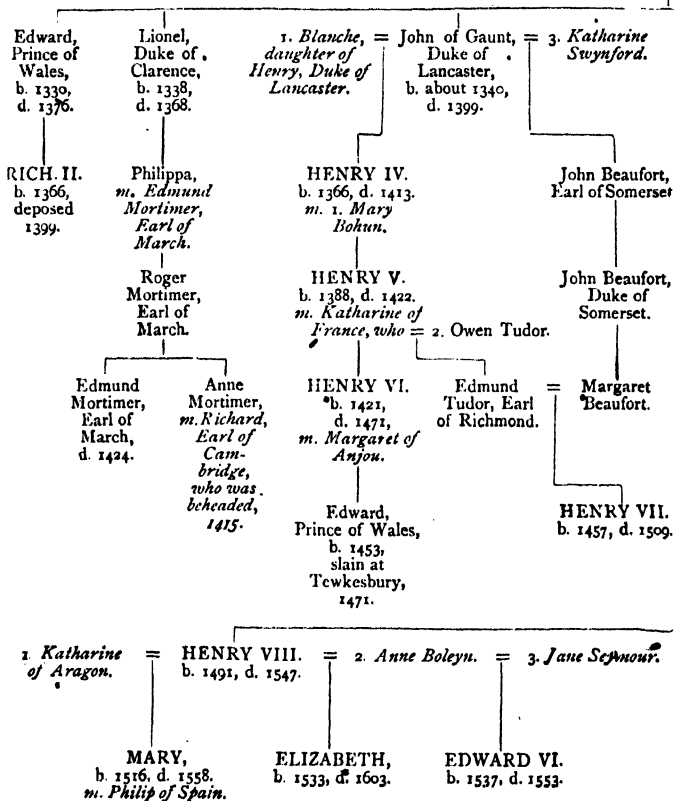 Edward,
Prince of
Wales,
b. 1330,
d. 1376.
Lionel,
Duke of
Clarence,
b. 1338,
d. 1368.
1. Blanche,
daughter of
Henry, Duke of
Lancaster.
=
John of Gaunt,
Duke of
Lancaster,
b. about 1340,
d. 1399.
= 3. Katharine
Swynford.
RICH. II.
b. 1366,
deposed
1399.
Philippa,
m. Edmund
Mortimer,
Earl of
March.
HENRY IV.
b. 1366, d. 1413.
m. 1. Mary
Bohun.
John Beaufort,
Earl of Somerset
Roger
Mortimer,
Earl of
March.
HENRY V.
b. 1388, d. 1422.
m. Katharine of
France, who = 2. Owen Tudor.
John Beaufort,
Duke of
Somerset.
Edmund
Mortimer,
Earl of
March,
d. 1424.
Anne
Mortimer,
m. Richard,
Earl of
Cam-
bridge,
who was
beheaded,
1415.
HENRY VI.
b. 1421,
d. 1471,
m. Margaret of
Anjou.
Edmund
Tudor, Earl
of Richmond.
=
Margaret
Beaufort.
Edward,
Prince of Wales,
b. 1453,
slain at
Tewkesbury,
1471.
HENRY VII.
b. 1457, d. 1509.
1 Katharine
of Aragon.
=
HENRY VIII.
b. 1491, d. 1547.
= 2. Anne Boleyn. = 3. Jane Seymour.
MARY,
b. 1516, d. 1558.
m. Philip of Spain.
ELIZABETH,
b. 1533, d. 1603.
EDWARD VI.
b. 1537, d. 1553.